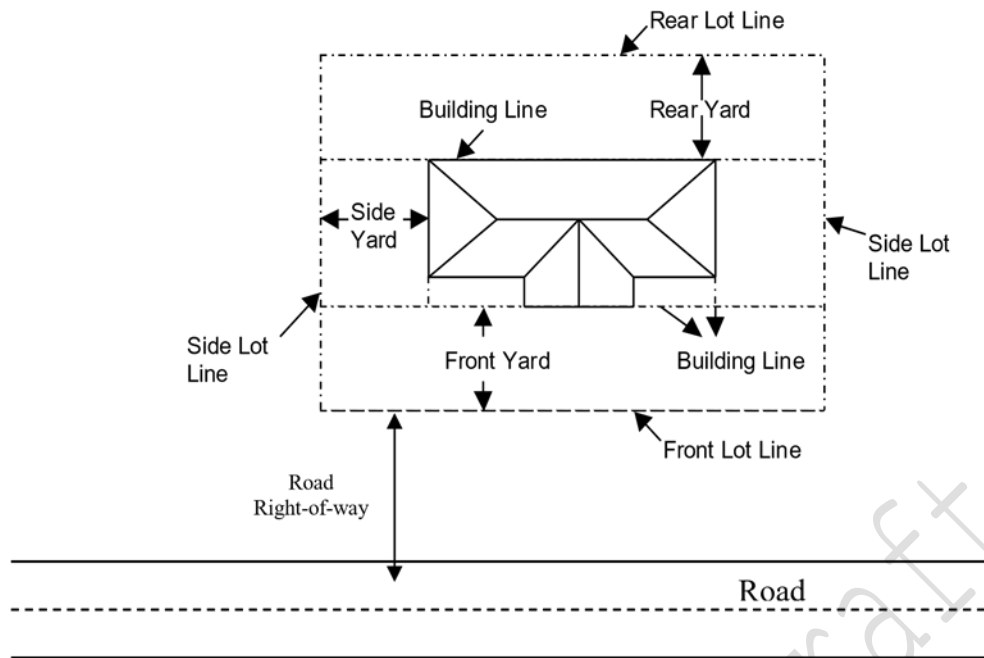 Rear Lot Line
Building Line
Rear Yard
Side
Yard
Side Lot
Line
Side Lot
Line
Front Yard
Building Line
Front Lot Line
Road
Right-of-way
Road
raft